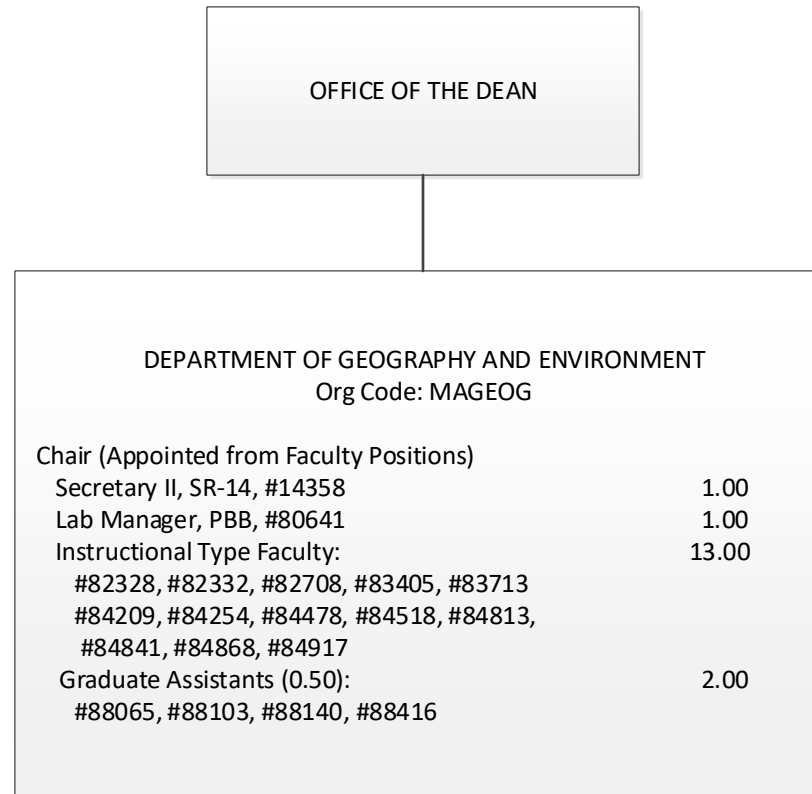 OFFICE OF THE DEAN
DEPARTMENT OF GEOGRAPHY AND ENVIRONMENT
Org Code: MAGEOG
Chair (Appointed from Faculty Positions)
Secretary II, SR-14, #14358 1.00
Lab Manager, PBB, #80641 1.00
Instructional Type Faculty: 13.00
#82328, #82332, #82708, #83405, #83713
#84209, #84254, #84478, #84518, #84813,
#84841, #84868, #84917
Graduate Assistants (0.50): 2.00
#88065, #88103, #88140, #88416